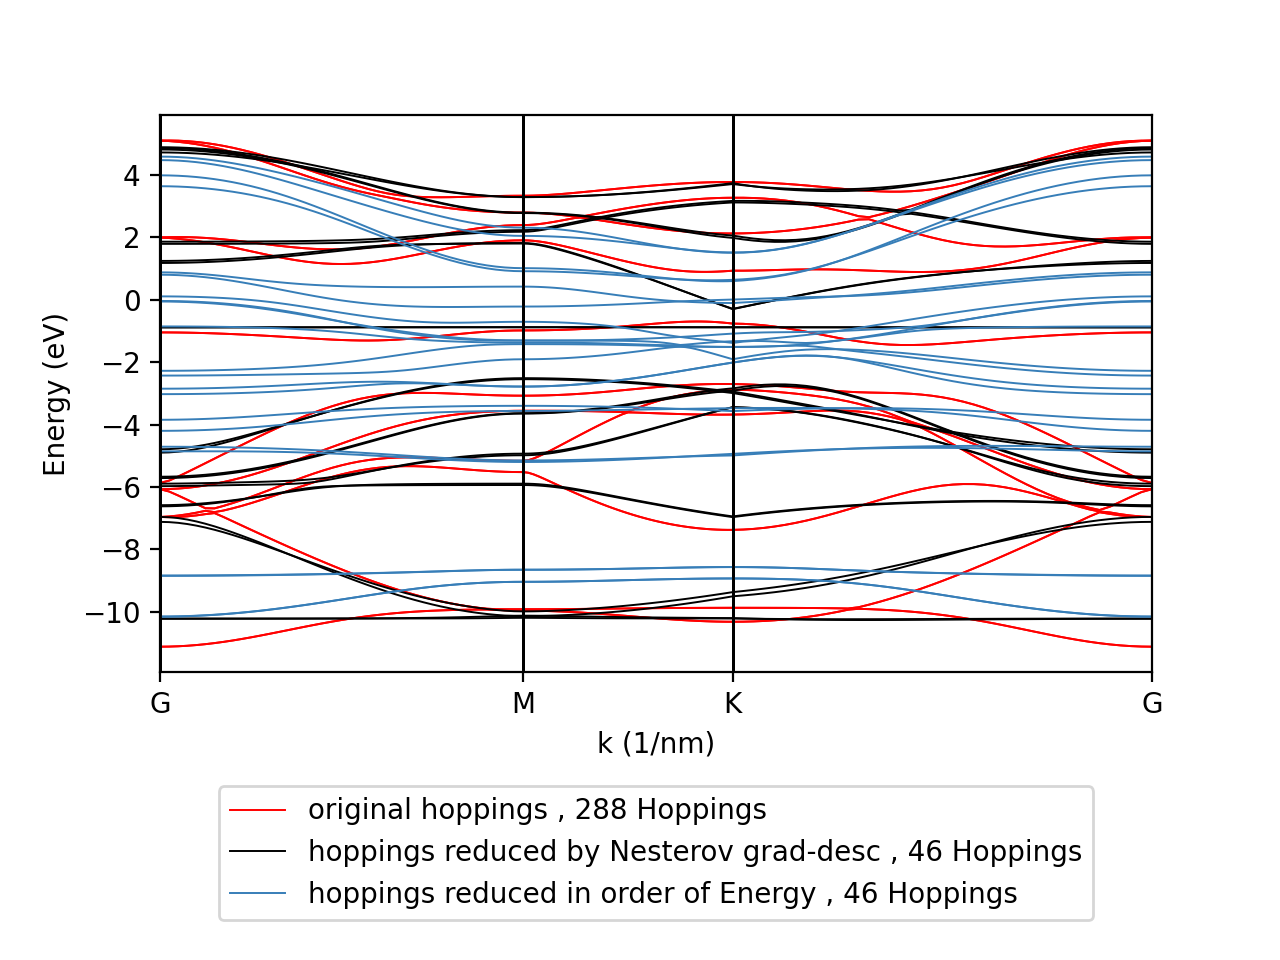 4
2
0
−2
−4
−6
−8
−10
Energy (eV)
G M K G
k (1/nm)
original hoppings , 288 Hoppings
hoppings reduced by Nesterov grad-desc , 46 Hoppings
hoppings reduced in order of Energy , 46 Hoppings